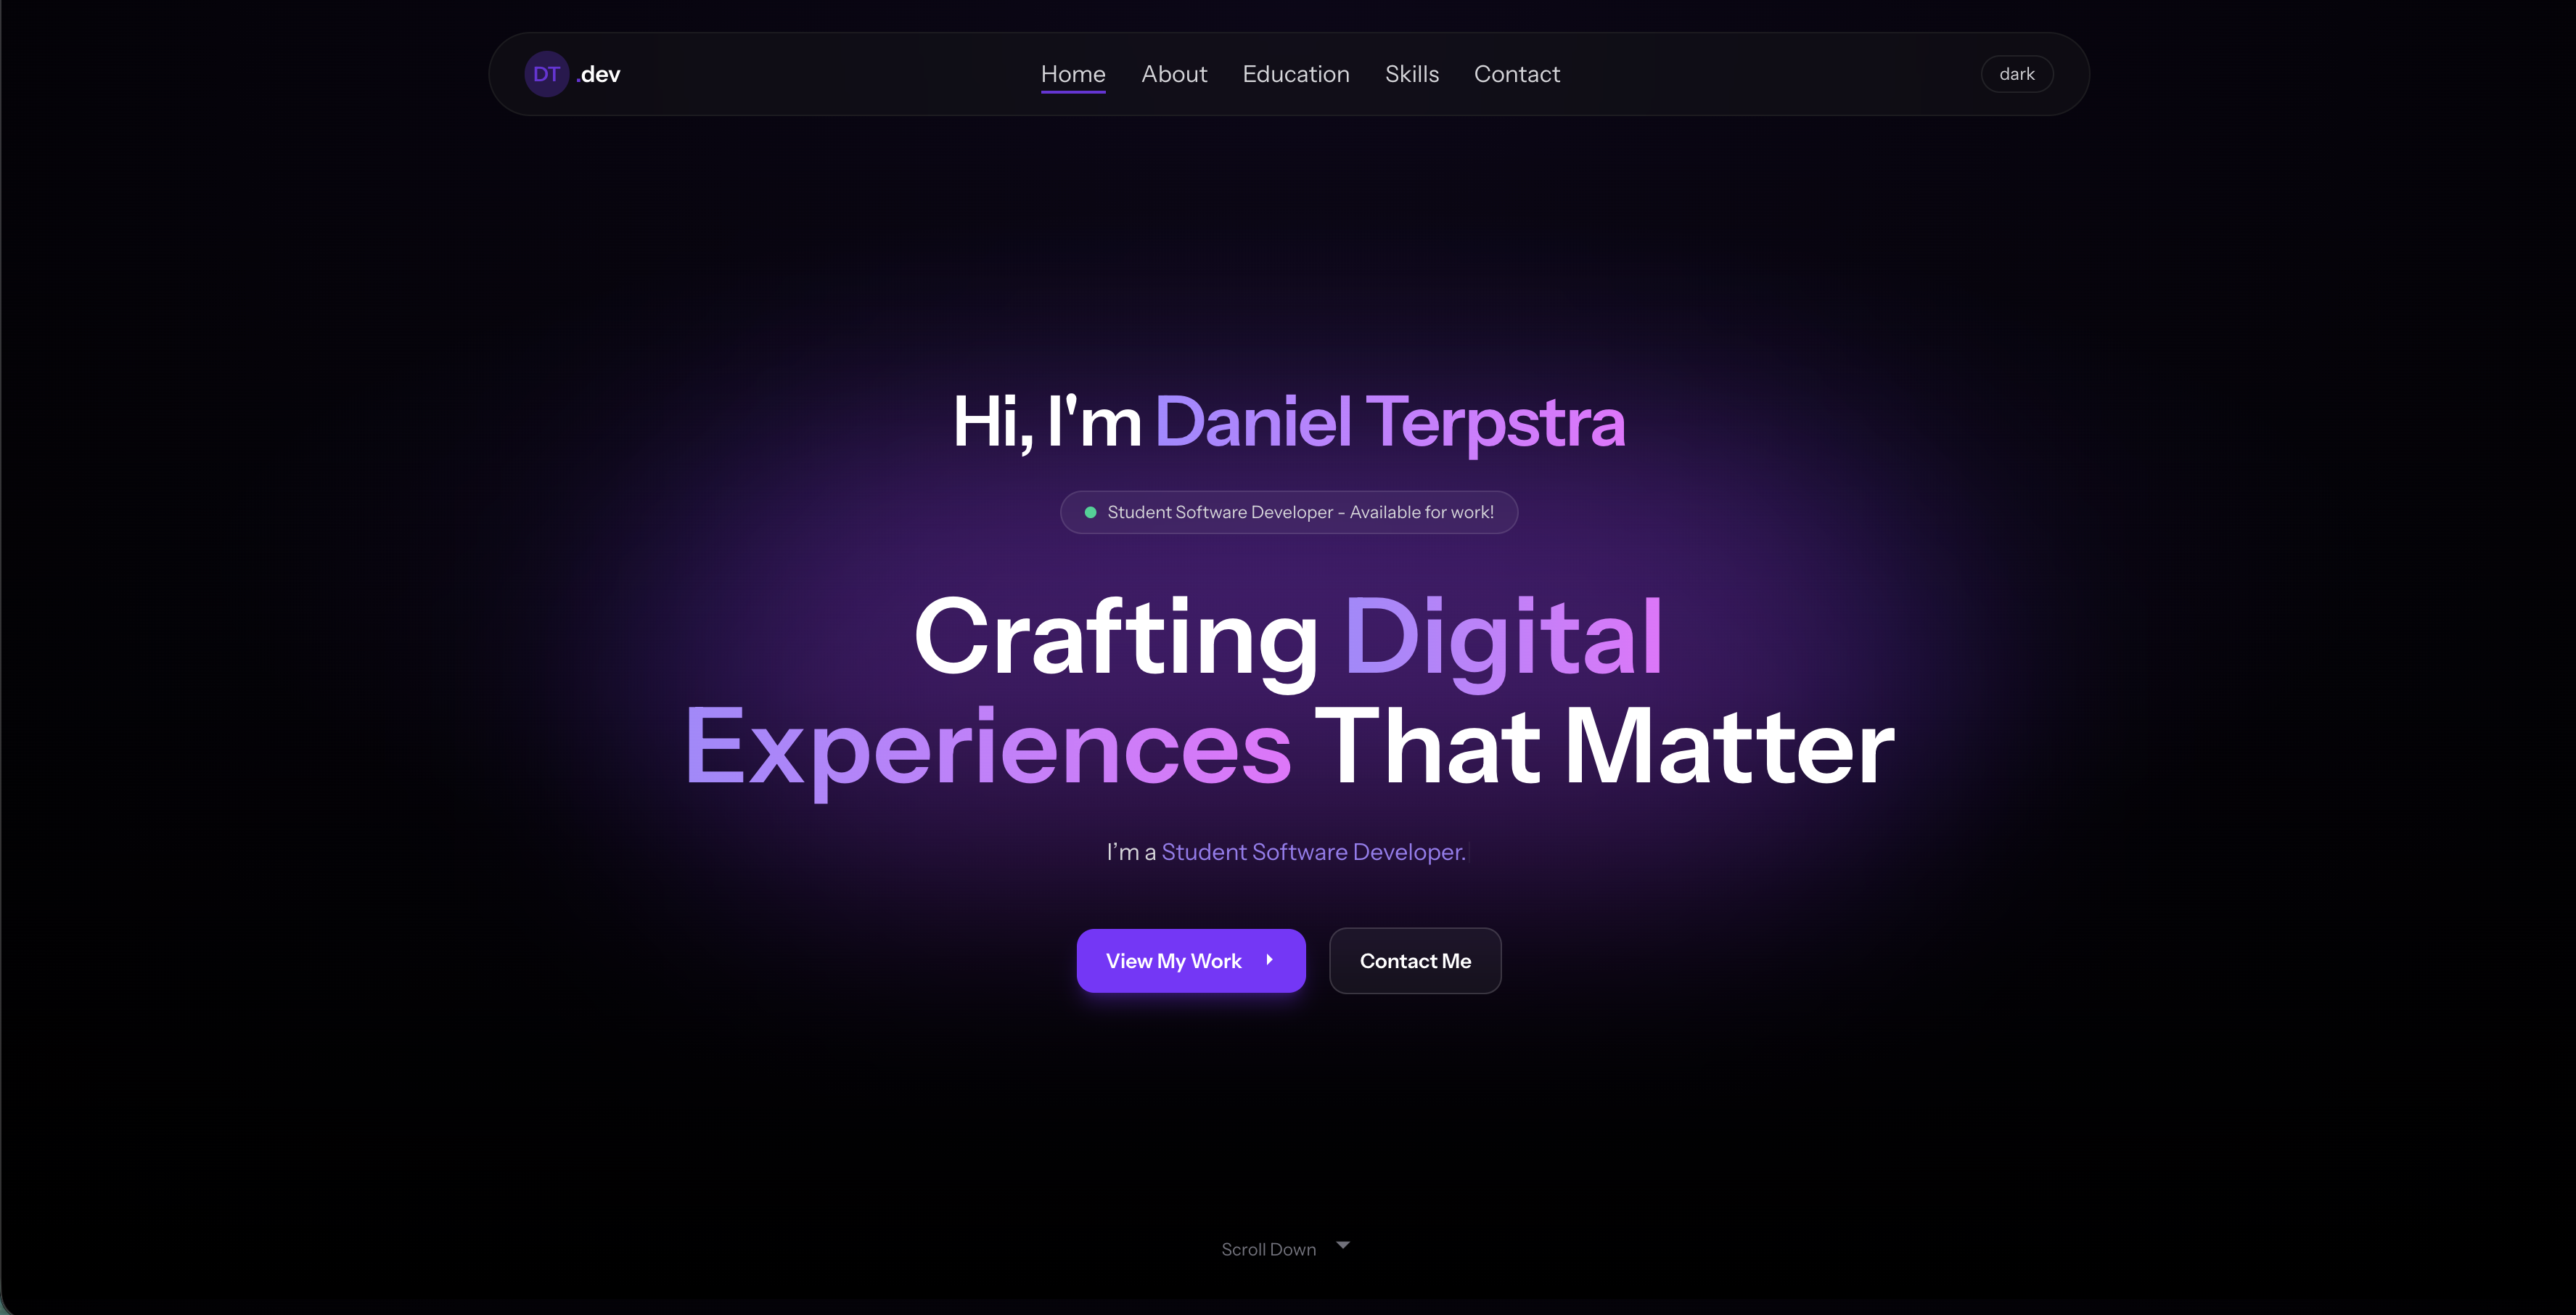 DT .dev
Home About Education Skills Contact
dark
Hi, I'm Daniel Terpstra
Student Software Developer - Available for work!
Crafting Digital
Experiences That Matter
I’m a Student Software Developer.
View My Work
Contact Me
Scroll Down